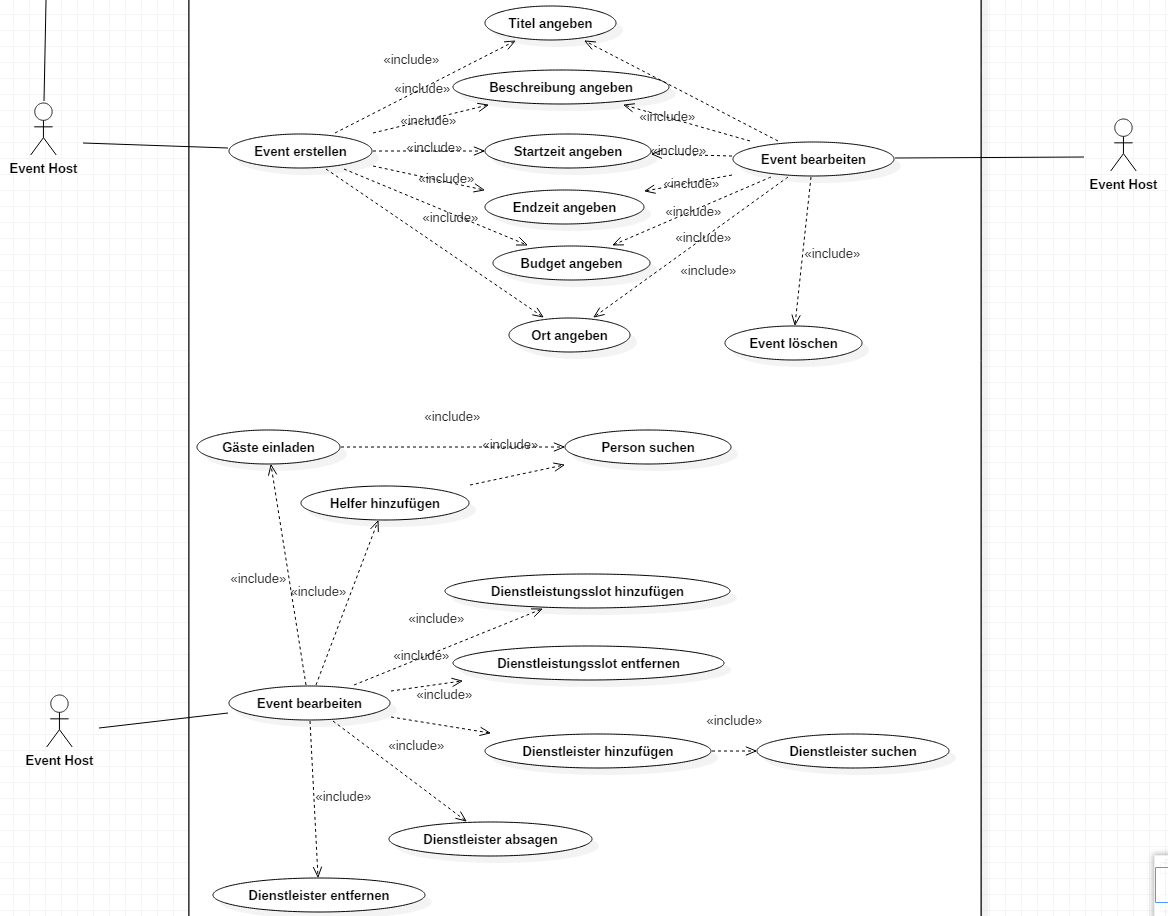 Titel angeben
«include»
«include»
Beschreibung angeben
«include»
«include»
Event Host
Event erstellen
«include»
Startzeit angeben
«include»
Event bearbeiten
Event Host
«include»
«include»
Endzeit angeben
«include»
«include»
«include»
Budget angeben
«include»
«include»
Ort angeben
Event löschen
«include»
Gäste einladen
«include»
Person suchen
Helfer hinzufügen
«include»
«include»
Dienstleistungsslot hinzufügen
«include»
«include»
Dienstleistungsslot entfernen
«include»
Event bearbeiten
Event Host
«include»
«include»
Dienstleister hinzufügen
Dienstleister suchen
«include»
Dienstleister absagen
Dienstleister entfernen